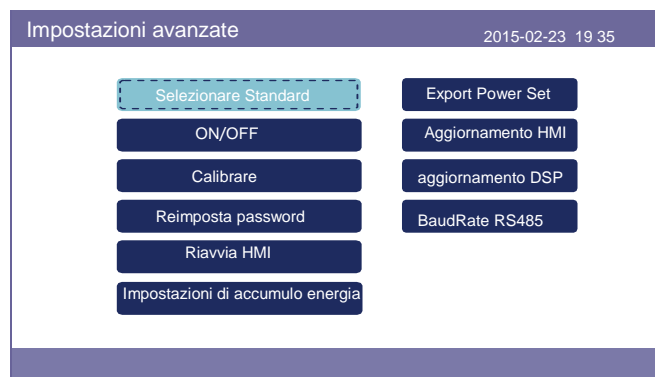 Impostazioni avanzate
2015-02-23 19 35
Selezionare Standard
ON/OFF
Calibrare
Reimposta password
Riavvia HMI
Impostazioni di accumulo energia
Export Power Set
Aggiornamento HMI
aggiornamento DSP
BaudRate RS485